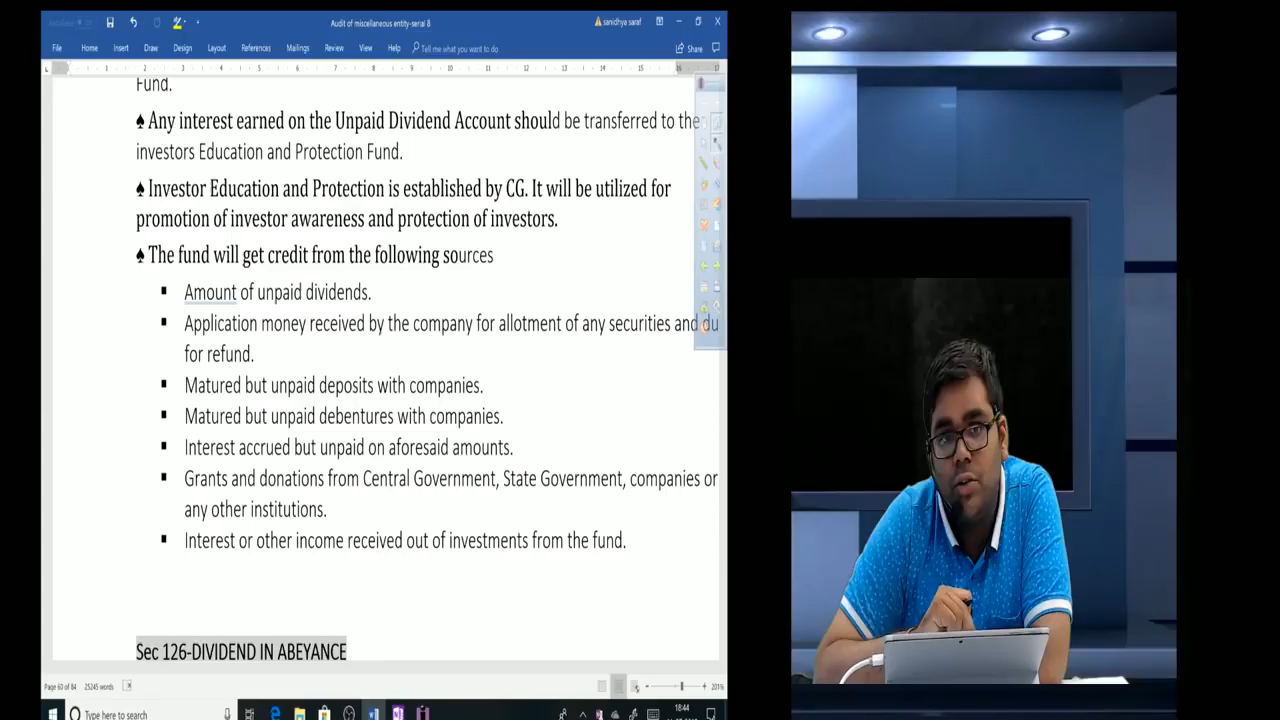 Audit of miscellaneous entity-serial 8
sanidhya saraf
File Home Insert Draw Design Layout References Mailings Review View Help Tell me what you want to do Share
Fund.
♠ Any interest earned on the Unpaid Dividend Account should be transferred to the
investors Education and Protection Fund.
♠ Investor Education and Protection is established by CG. It will be utilized for
promotion of investor awareness and protection of investors.
♠ The fund will get credit from the following sources
▪ Amount of unpaid dividends.
▪ Application money received by the company for allotment of any securities and du
for refund.
▪ Matured but unpaid deposits with companies.
▪ Matured but unpaid debentures with companies.
▪ Interest accrued but unpaid on aforesaid amounts.
▪ Grants and donations from Central Government, State Government, companies or
any other institutions.
▪ Interest or other income received out of investments from the fund.
Sec 126-DIVIDEND IN ABEYANCE
Page 60 of 84 25245 words 201%
Type here to search 18:44